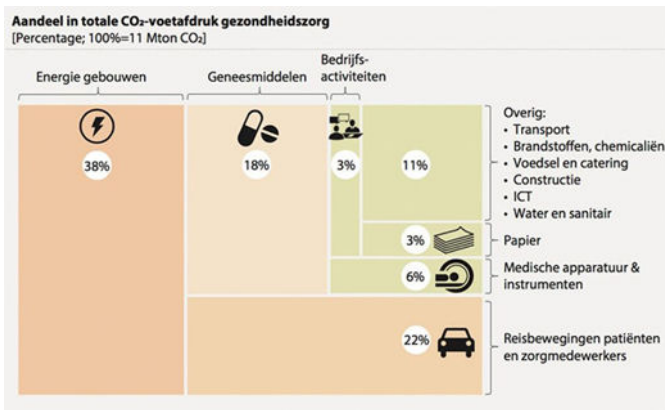 Aandeel in totale CO₂-voetafdruk gezondheidszorg
[Percentage; 100%=11 Mton CO₂]
Energie gebouwen
Geneesmiddelen
Bedrijfs-
activiteiten
38%
18%
3%
11%
Overig:
• Transport
• Brandstoffen, chemicaliën
• Voedsel en catering
• Constructie
• ICT
• Water en sanitair
3%
Papier
6%
Medische apparatuur &
instrumenten
22%
Reisbewegingen patiënten
en zorgmedewerkers